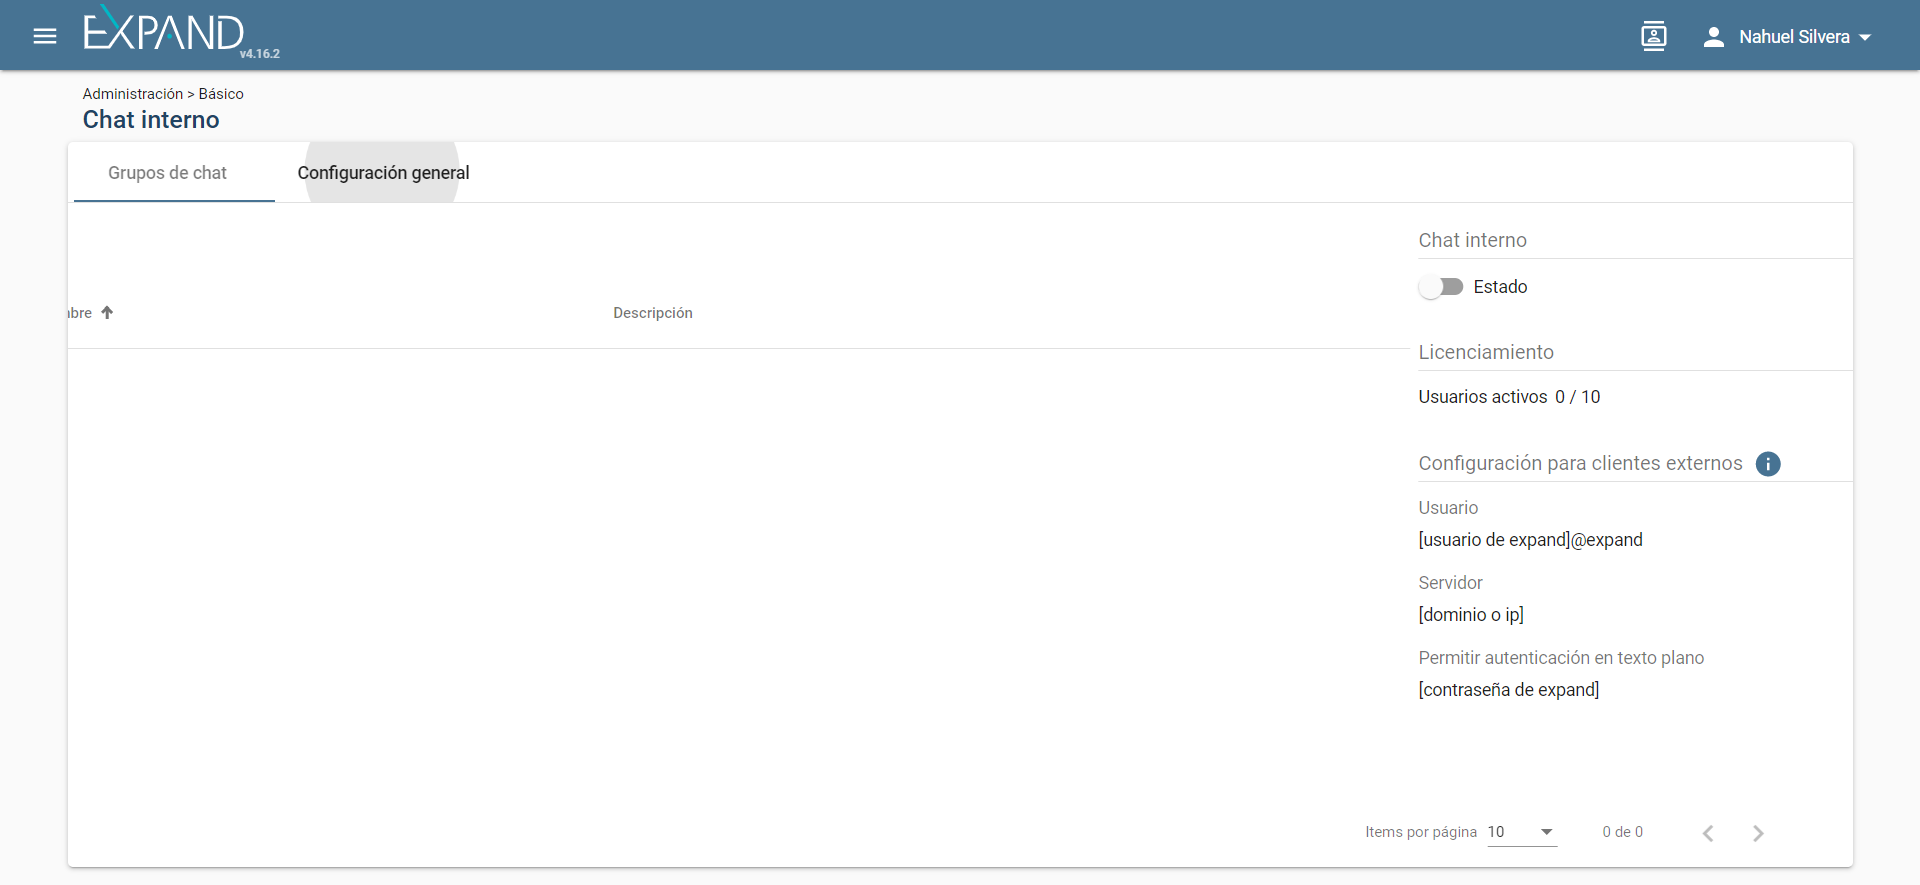 EXPAND
v4.16.2
Nahuel Silvera
Administración > Básico
Chat interno
Grupos de chat
Configuración general
Chat interno
Estado
bre
Descripción
Licenciamiento
Usuarios activos 0 / 10
Configuración para clientes externos
Usuario
[usuario de expand]@expand
Servidor
[dominio o ip]
Permitir autenticación en texto plano
[contraseña de expand]
Items por página 10
0 de 0